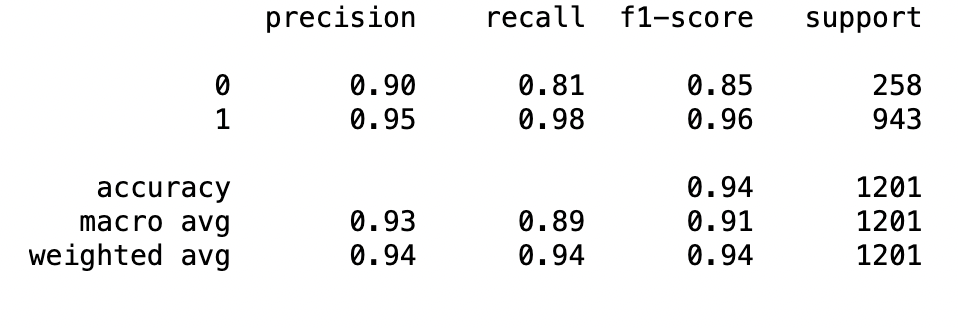 precision recall f1-score support
0 0.90 0.81 0.85 258
1 0.95 0.98 0.96 943
accuracy 0.94 1201
macro avg 0.93 0.89 0.91 1201
weighted avg 0.94 0.94 0.94 1201